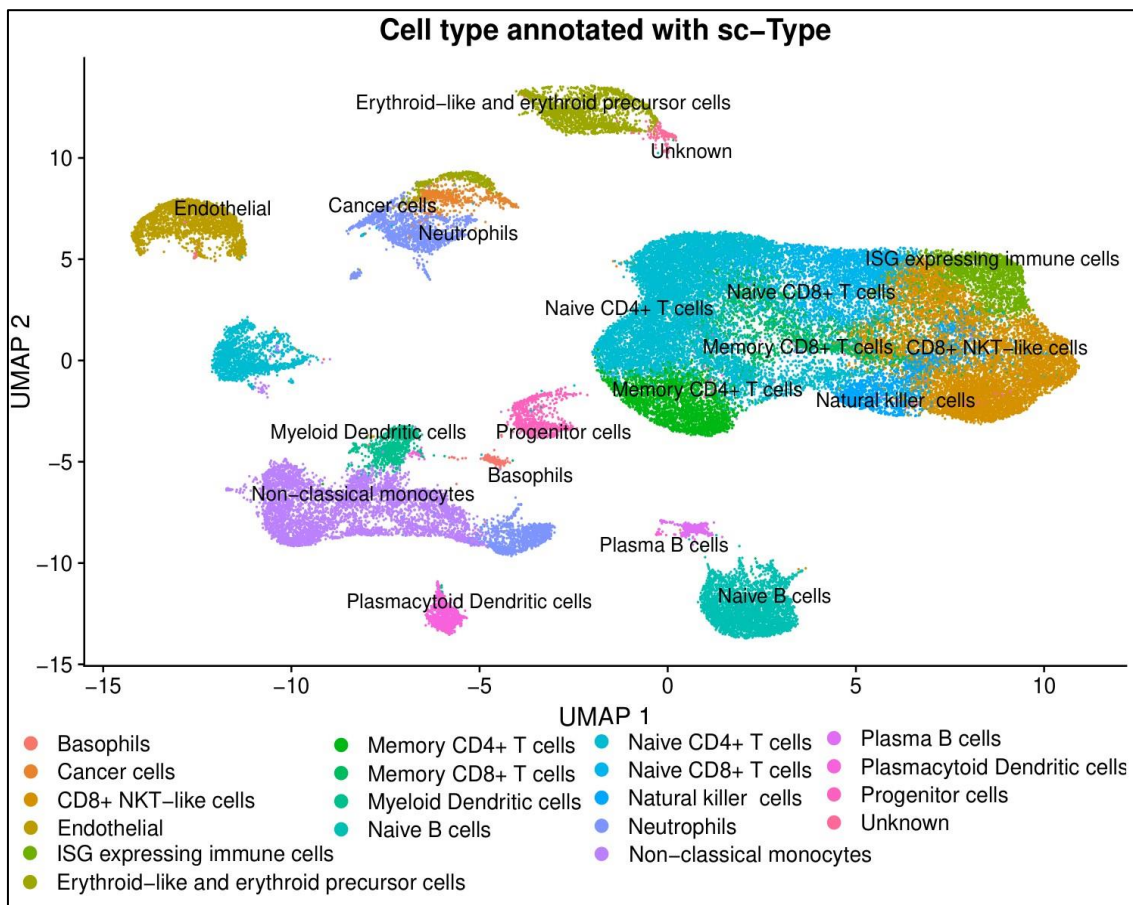 Cell type annotated with sc-Type
Erythroid-like and erythroid precursor cells
Unknown
10
Endothelial
Cancer cells
Neutrophils
5
ISG expressing immune cells
Naive CD8+ T cells
Naive CD4+ T cells
0
Memory CD8+ T cells
CD8+ NKT-like cells
Memory CD4+ T cells
Natural killer  cells
Myeloid Dendritic cells
Progenitor cells
-5
Basophils
Non-classical monocytes
Plasma B cells
-10
Plasmacytoid Dendritic cells
Naive B cells
-15
UMAP 2
-15 -10 -5 0 5 10
UMAP 1
Basophils
Cancer cells
CD8+ NKT-like cells
Endothelial
ISG expressing immune cells
Erythroid-like and erythroid precursor cells
Memory CD4+ T cells
Memory CD8+ T cells
Myeloid Dendritic cells
Naive B cells
Naive CD4+ T cells
Naive CD8+ T cells
Natural killer  cells
Neutrophils
Non-classical monocytes
Plasma B cells
Plasmacytoid Dendritic cells
Progenitor cells
Unknown